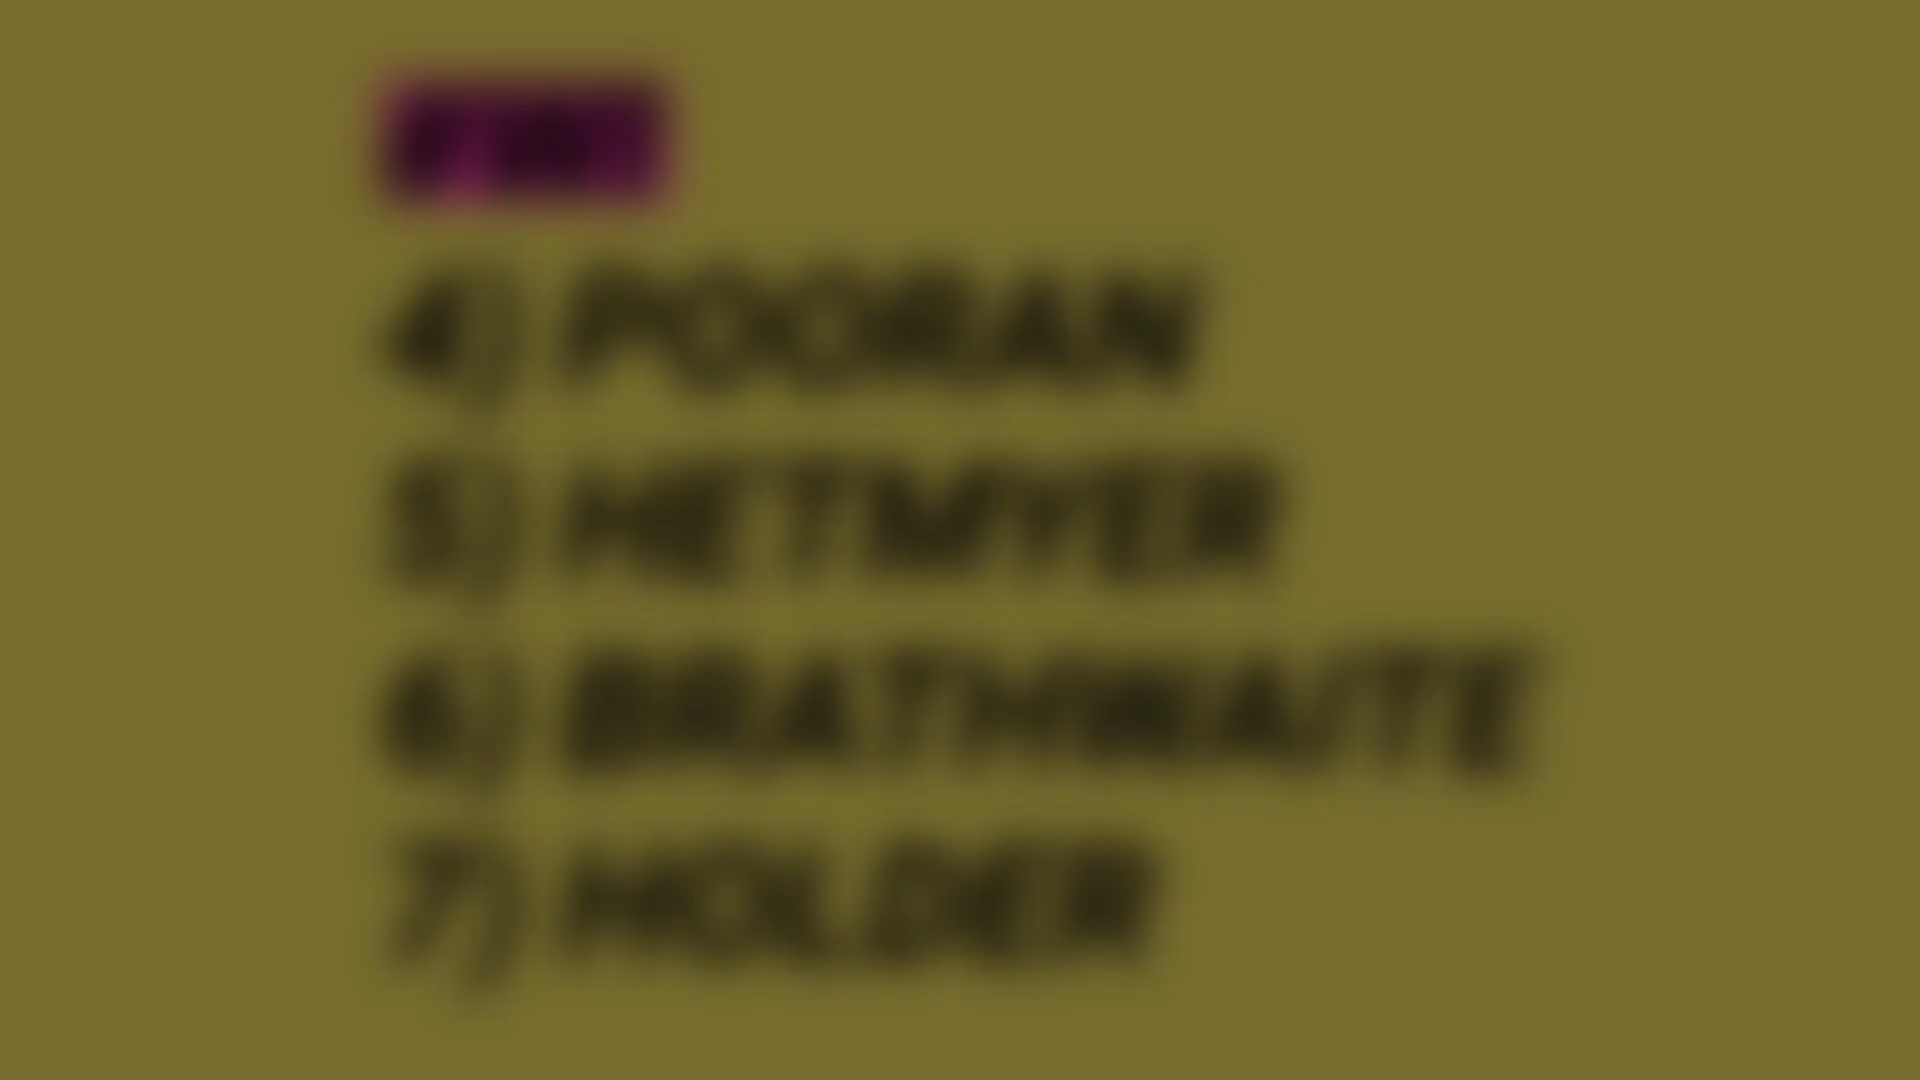 4) POORAN
5) HETMYER
6) BRATHWAITE
7) HOLDER